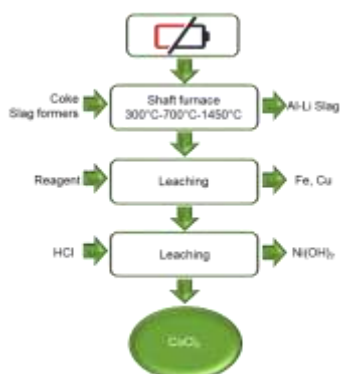 Coke
Slag formers
Shaft furnace
300°C-700°C-1450°C
Al-Li Slag
Reagent
Leaching
Fe, Cu
HCl
Leaching
Ni(OH)₂
CoCl₂